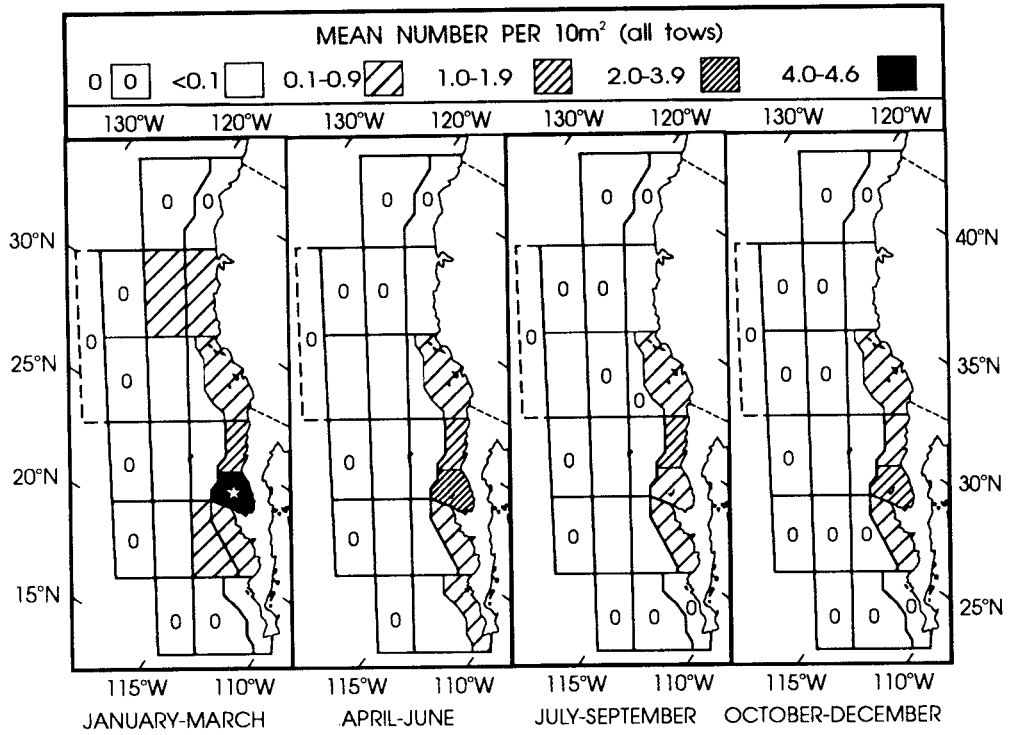 MEAN NUMBER PER 10m² (all tows)
0 0 <0.1 0.1-0.9 1.0-1.9 2.0-3.9 4.0-4.6
130°W 120°W 130°W 120°W 130°W 120°W 130°W 120°W
0 0 0 0 0 0 0 0
30°N 40°N
0 0 0 0 0 0 0
0 0 0 0
25°N 35°N
0 0 0 0
0
0 0 0 0
20°N 30°N
0 0 0 0 0 0
15°N 25°N
0 0 0 0 0 0 0 0 0
115°W 110°W 115°W 110°W 115°W 110°W 115°W 110°W
JANUARY-MARCH APRIL-JUNE JULY-SEPTEMBER OCTOBER-DECEMBER